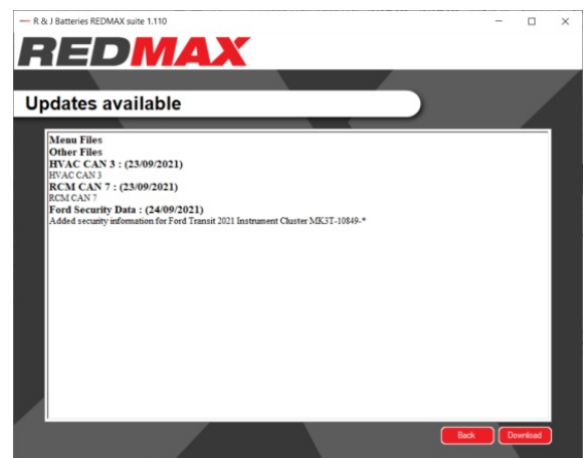 R & J Batteries REDMAX suite 1.110
REDMAX
Updates available
Menu Files
Other Files
HVAC CAN 3 : (23/09/2021)
HVAC CAN 3
RCM CAN 7 : (23/09/2021)
RCM CAN 7
Ford Security Data : (24/09/2021)
Added security information for Ford Transit 2021 Instrument Cluster MK3T-10849-*
Back
Download